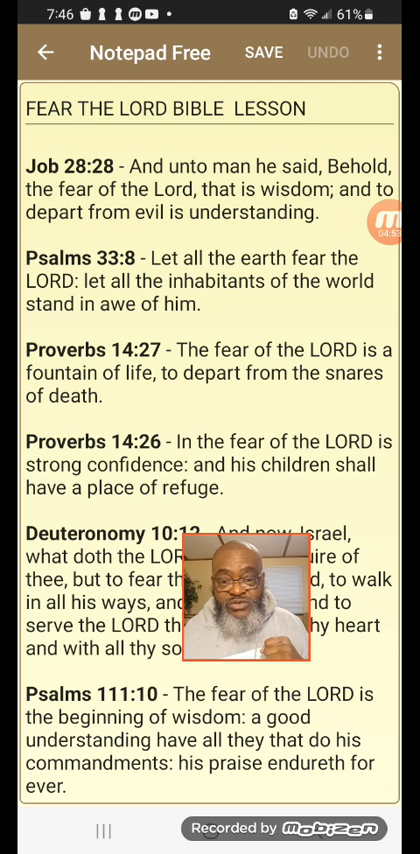 7:46 61%
Notepad Free SAVE UNDO
FEAR THE LORD BIBLE LESSON
Job 28:28 - And unto man he said, Behold,
the fear of the Lord, that is wisdom; and to
depart from evil is understanding.
04:53
Psalms 33:8 - Let all the earth fear the
LORD: let all the inhabitants of the world
stand in awe of him.
Proverbs 14:27 - The fear of the LORD is a
fountain of life, to depart from the snares
of death.
Proverbs 14:26 - In the fear of the LORD is
strong confidence: and his children shall
have a place of refuge.
Deuteronomy 10:12 - And now, Israel,
what doth the of
thee, but to fear to walk
in all his ways, to
serve the LORD heart
and with all thy
Psalms 111:10 - The fear of the LORD is
the beginning of wisdom: a good
understanding have all they that do his
commandments: his praise endureth for
ever.
Recorded by mobizen